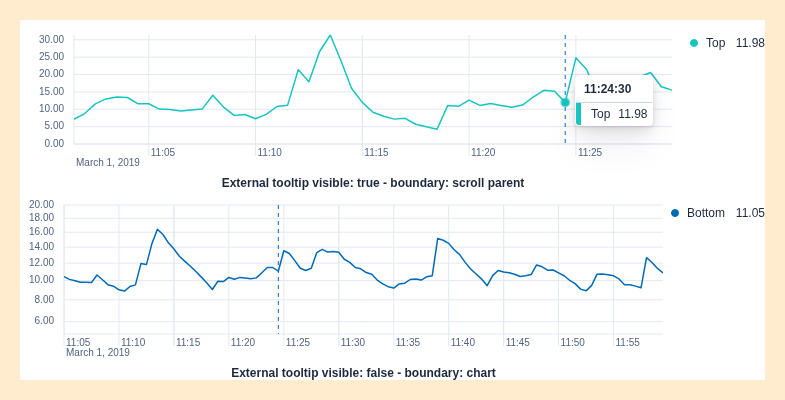 30.00
25.00
20.00
15.00
10.00
5.00
0.00
Top 11.98
11:24:30
Top 11.98
11:05 11:10 11:15 11:20 11:25
March 1, 2019
External tooltip visible: true - boundary: scroll parent
20.00
18.00
16.00
14.00
12.00
10.00
8.00
6.00
Bottom 11.05
11:05 11:10 11:15 11:20 11:25 11:30 11:35 11:40 11:45 11:50 11:55
March 1, 2019
External tooltip visible: false - boundary: chart